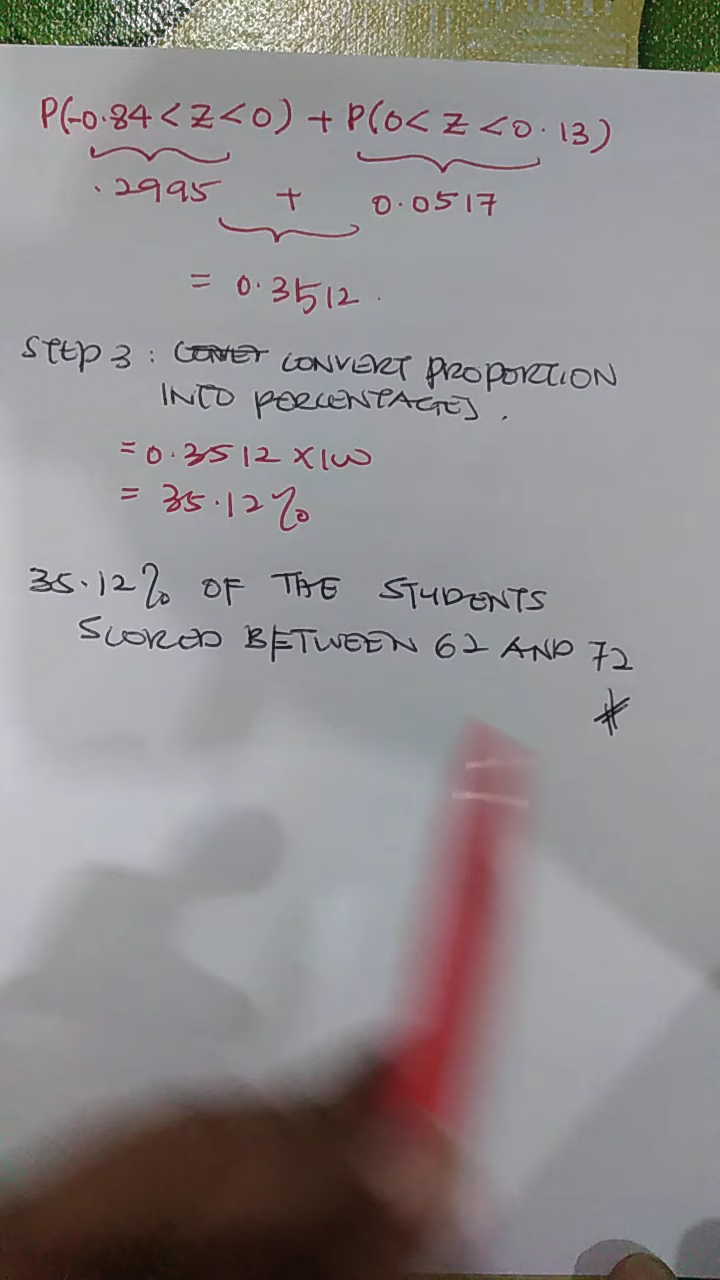 P(-0.84 < Z < 0) + P(0 < Z < 0.13)
.2995 + 0.0517
= 0.3512.
STEP 3 : CONVERT PROPORTION
INTO PERCENTAGES.
= 0.3512 x 100
= 35.12%
35.12% OF THE STUDENTS
SCORED BETWEEN 62 AND 72